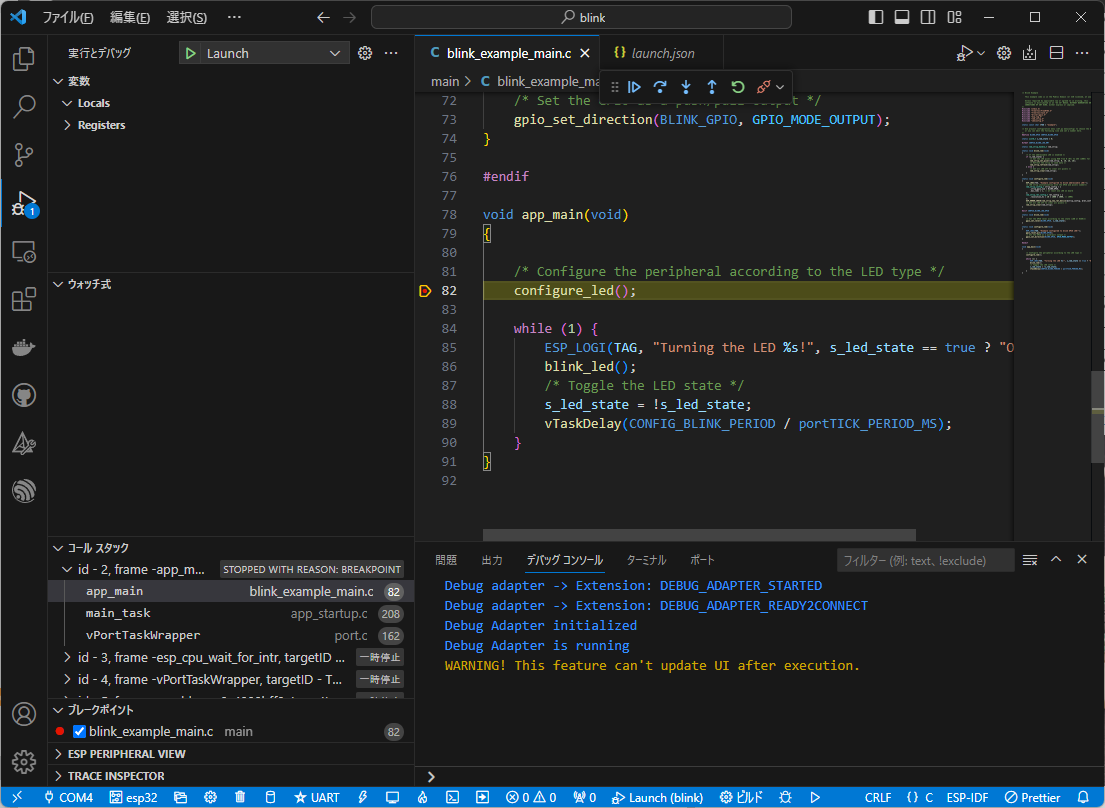 ファイル(F) 編集(E) 選択(S) ··· blink
実行とデバッグ Launch ···
変数
Locals
Registers
ウォッチ式
コール スタック
id - 2, frame -app_m... STOPPED WITH REASON: BREAKPOINT
app_main blink_example_main.c 82
main_task app_startup.c 208
vPortTaskWrapper port.c 162
id - 3, frame -esp_cpu_wait_for_intr, targetID ... 一時停止
id - 4, frame -vPortTaskWrapper, targetID - T... 一時停止
ブレークポイント
blink_example_main.c main 82
ESP PERIPHERAL VIEW
TRACE INSPECTOR
1
C blink_example_main.c {} launch.json
main > C blink_example_ma
72 /* Set the push/pull output */
73 gpio_set_direction(BLINK_GPIO, GPIO_MODE_OUTPUT);
74 }
75
76 #endif
77
78 void app_main(void)
79 {
80
81 /* Configure the peripheral according to the LED type */
82 configure_led();
83
84 while (1) {
85 ESP_LOGI(TAG, "Turning the LED %s!", s_led_state == true ? "O
86 blink_led();
87 /* Toggle the LED state */
88 s_led_state = !s_led_state;
89 vTaskDelay(CONFIG_BLINK_PERIOD / portTICK_PERIOD_MS);
90 }
91 }
92
問題 出力 デバッグ コンソール ターミナル ポート フィルター (例: text、!exclude)
Debug adapter -> Extension: DEBUG_ADAPTER_STARTED
Debug adapter -> Extension: DEBUG_ADAPTER_READY2CONNECT
Debug Adapter initialized
Debug Adapter is running
WARNING! This feature can't update UI after execution.
>
COM4 esp32 UART 0 0 0 Launch (blink) ビルド CRLF {} C ESP-IDF Prettier